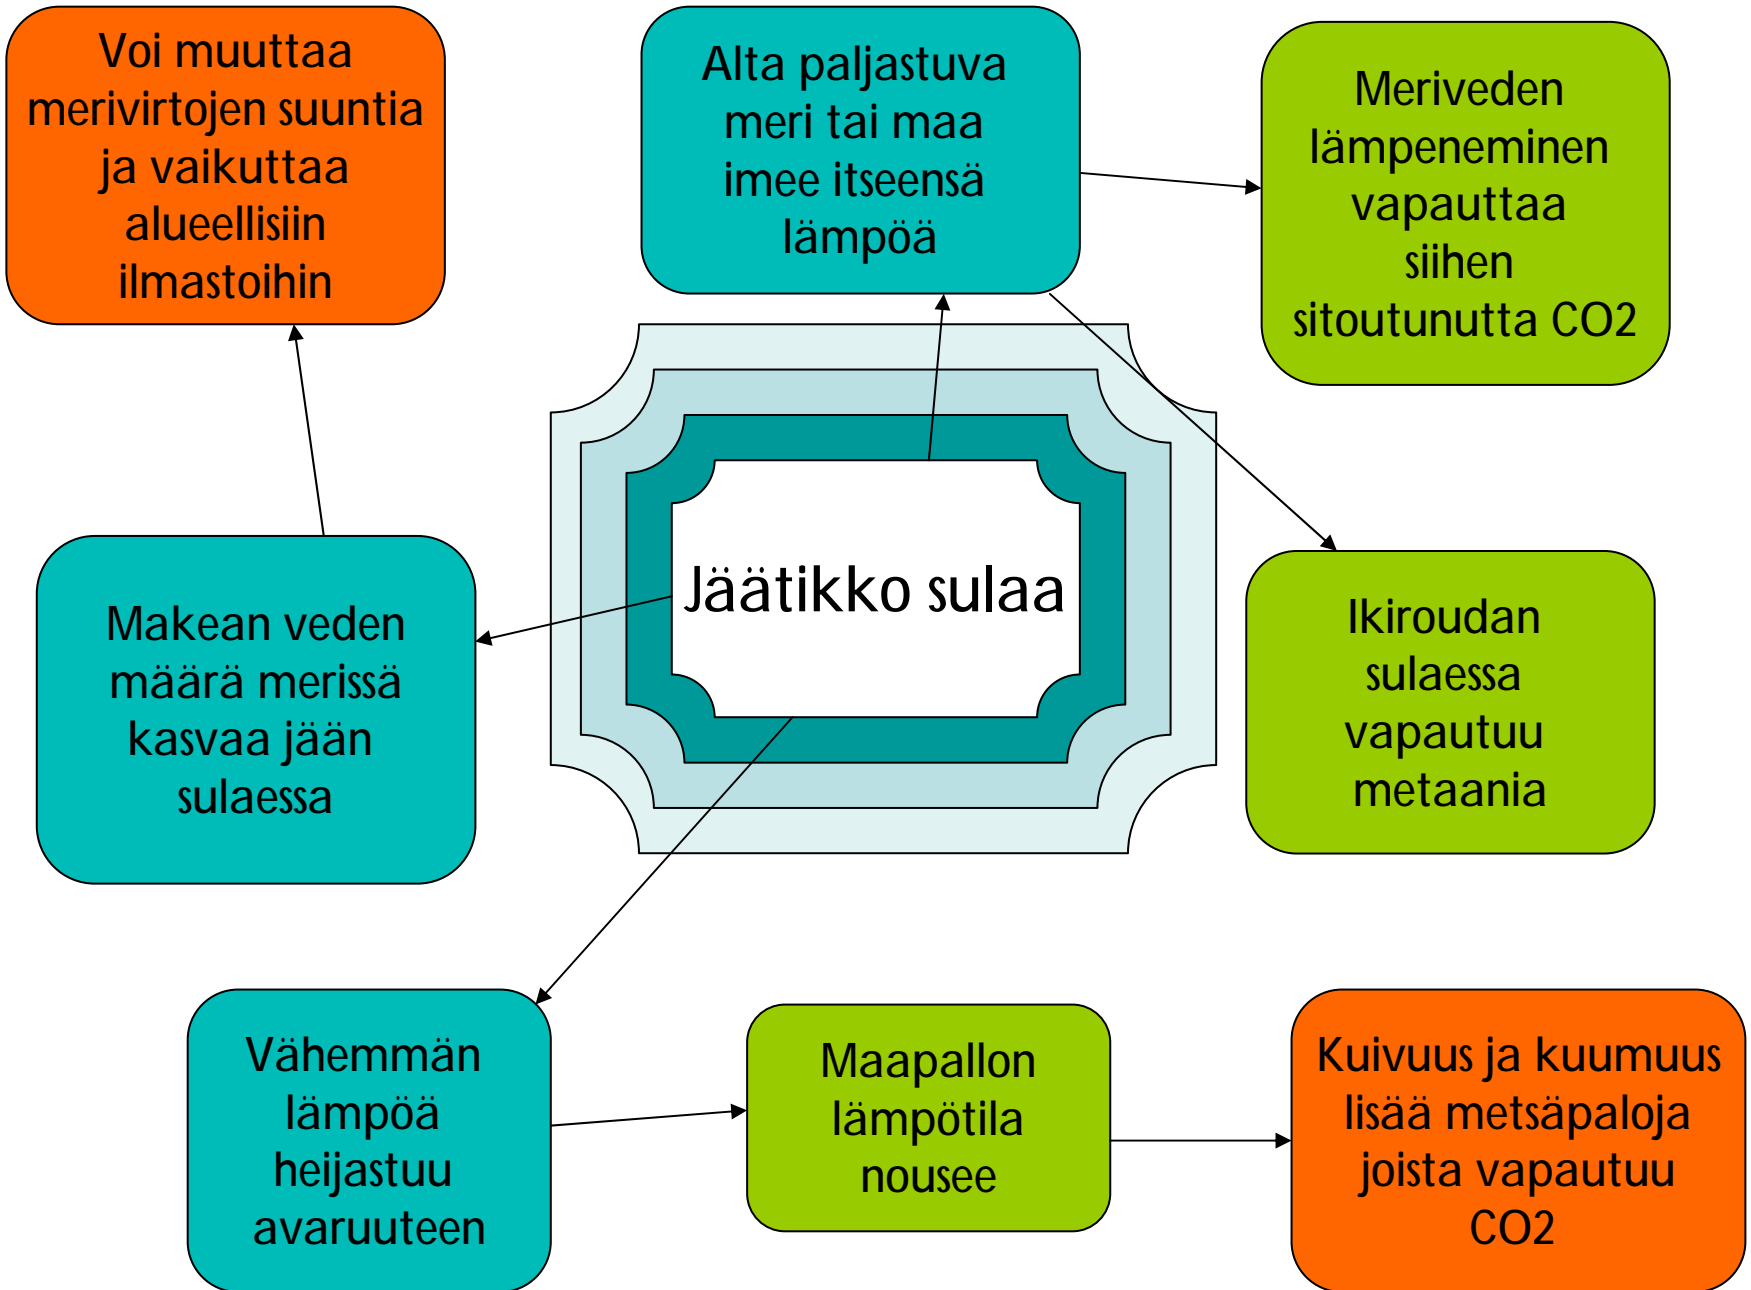 Voi muuttaa
merivirtojen suuntia
ja vaikuttaa
alueellisiin
ilmastoihin
Alta paljastuva
meri tai maa
imee itseensä
lämpöä
Meriveden
lämpeneminen
vapauttaa
siihen
sitoutunutta CO2
Jäätikko sulaa
Makean veden
määrä merissä
kasvaa jään
sulaessa
Ikiroudan
sulaessa
vapautuu
metaania
Vähemmän
lämpöä
heijastuu
avaruuteen
Maapallon
lämpötila
nousee
Kuivuus ja kuumuus
lisää metsäpaloja
joista vapautuu
CO2